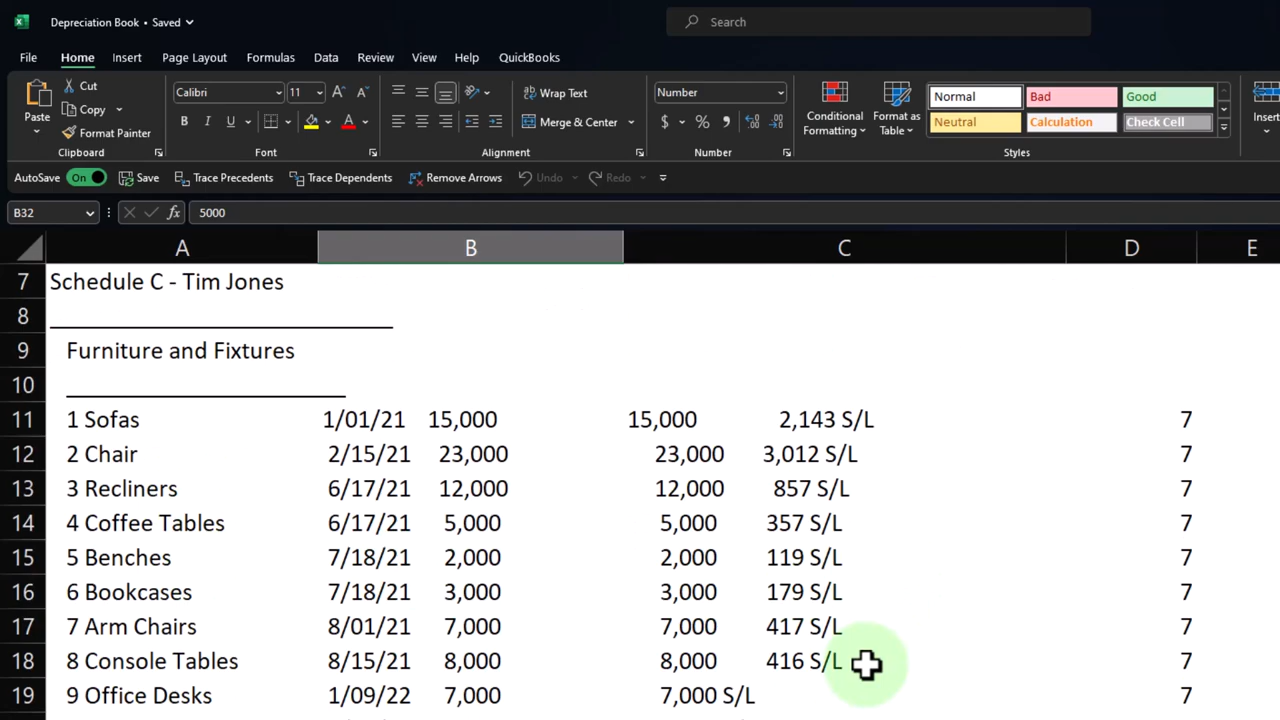 Depreciation Book • Saved
Search
File Home Insert Page Layout Formulas Data Review View Help QuickBooks
Paste
Cut
Copy
Format Painter
Clipboard
Calibri 11
B I U
Font
Wrap Text
Merge & Center
Alignment
Number
$ % 9
Number
Conditional Formatting
Format as Table
Normal Bad Good
Neutral Calculation Check Cell
Styles
Insert
AutoSave On Save Trace Precedents Trace Dependents Remove Arrows Undo Redo
B32 fx 5000
A B C D E
7 Schedule C - Tim Jones
8
9 Furniture and Fixtures
10
11 1 Sofas 1/01/21 15,000 15,000 2,143 S/L 7
12 2 Chair 2/15/21 23,000 23,000 3,012 S/L 7
13 3 Recliners 6/17/21 12,000 12,000 857 S/L 7
14 4 Coffee Tables 6/17/21 5,000 5,000 357 S/L 7
15 5 Benches 7/18/21 2,000 2,000 119 S/L 7
16 6 Bookcases 7/18/21 3,000 3,000 179 S/L 7
17 7 Arm Chairs 8/01/21 7,000 7,000 417 S/L 7
18 8 Console Tables 8/15/21 8,000 8,000 416 S/L 7
19 9 Office Desks 1/09/22 7,000 7,000 S/L 7